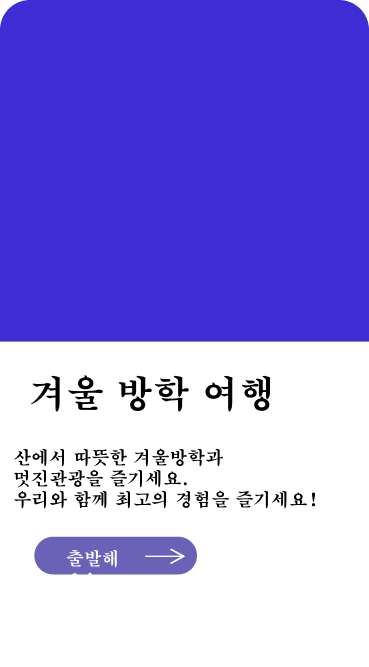 겨울 방학 여행
산에서 따뜻한 겨울방학과
멋진관광을 즐기세요.
우리와 함께 최고의 경험을 즐기세요!
출발해